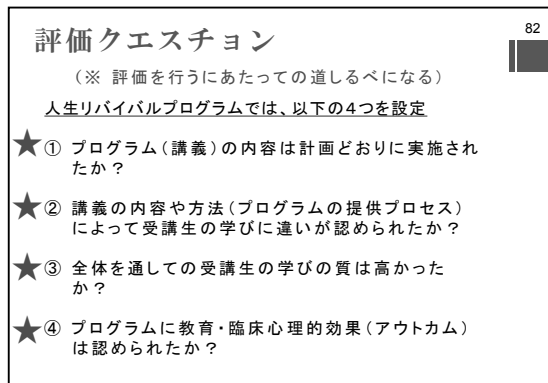 82
評価クエスチョン
(※ 評価を行うにあたっての道しるべになる)
人生リバイバルプログラムでは、以下の4つを設定
★① プログラム(講義)の内容は計画どおりに実施され
たか?
★② 講義の内容や方法(プログラムの提供プロセス)
によって受講生の学びに違いが認められたか?
★③ 全体を通しての受講生の学びの質は高かった
か?
★④ プログラムに教育・臨床心理的効果(アウトカム)
は認められたか?